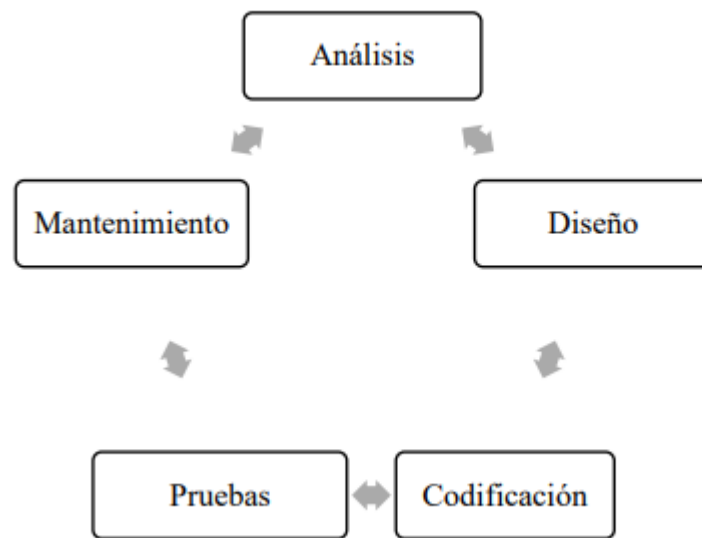 Análisis
Mantenimiento
Diseño
Pruebas
Codificación